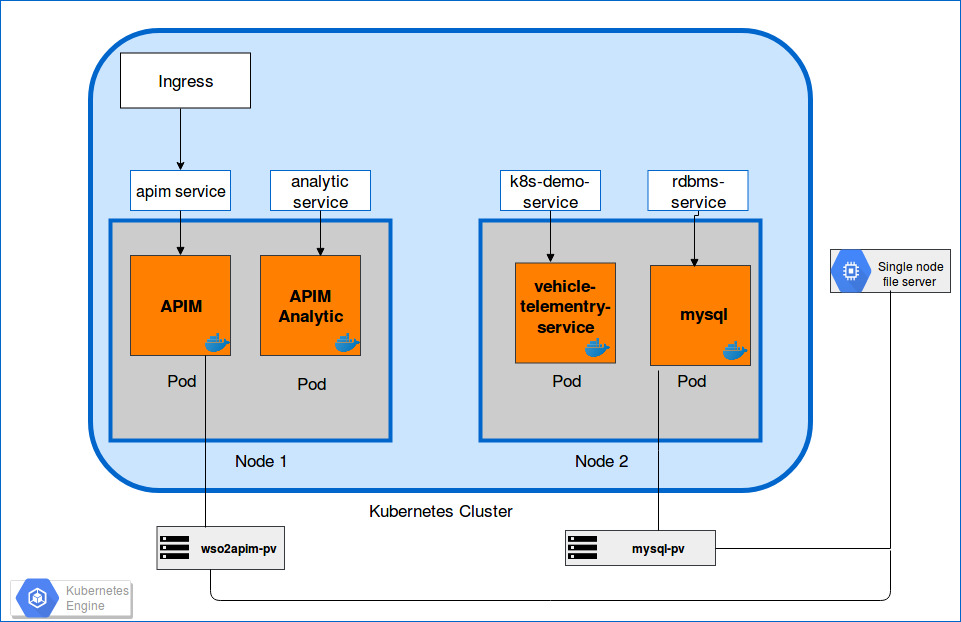 Ingress
apim service
analytic
service
k8s-demo-
service
rdbms-
service
APIM
APIM
Analytic
vehicle-
telementry-
service
mysql
Single node
file server
Pod
Pod
Pod
Pod
Node 1
Node 2
Kubernetes Cluster
wso2apim-pv
mysql-pv
Kubernetes
Engine